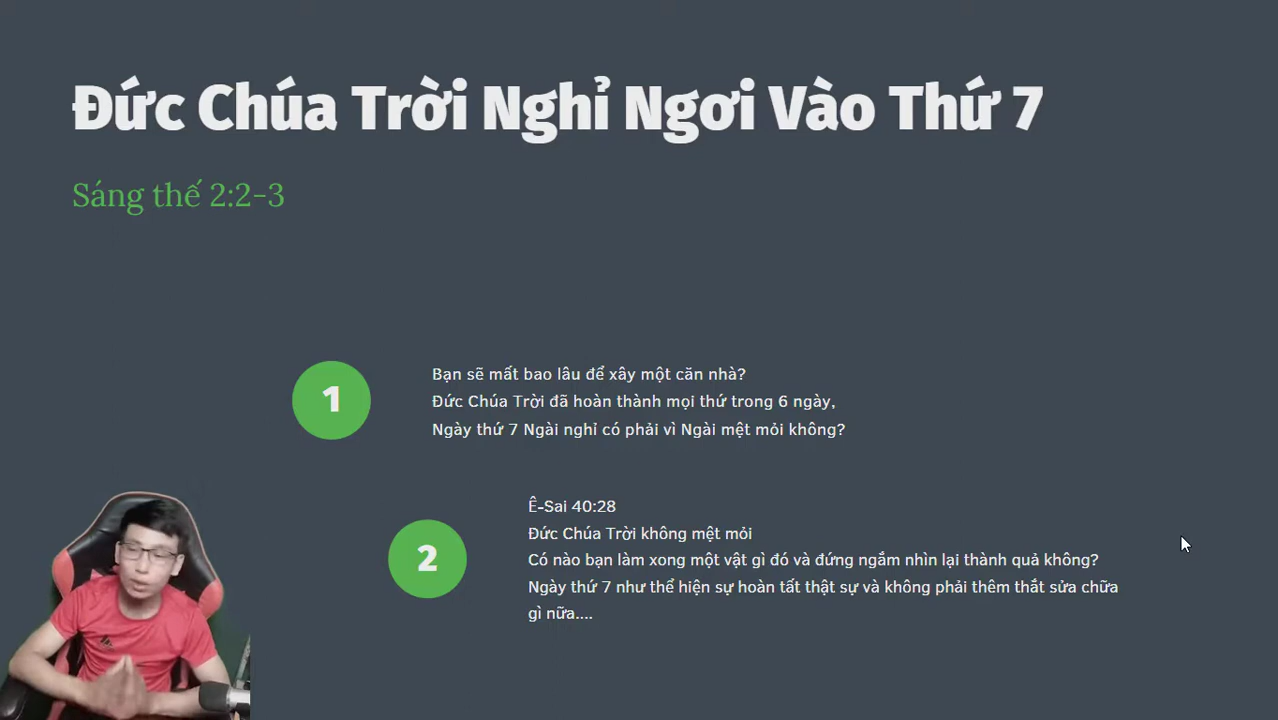 Đức Chúa Trời Nghỉ Ngơi Vào Thứ 7
Sáng thế 2:2-3
1
Bạn sẽ mất bao lâu để xây một căn nhà?
Đức Chúa Trời đã hoàn thành mọi thứ trong 6 ngày,
Ngày thứ 7 Ngài nghỉ có phải vì Ngài mệt mỏi không?
2
Ê-Sai 40:28
Đức Chúa Trời không mệt mỏi
Có nào bạn làm xong một vật gì đó và đứng ngắm nhìn lại thành quả không?
Ngày thứ 7 như thể hiện sự hoàn tất thật sự và không phải thêm thắt sửa chữa
gì nữa....